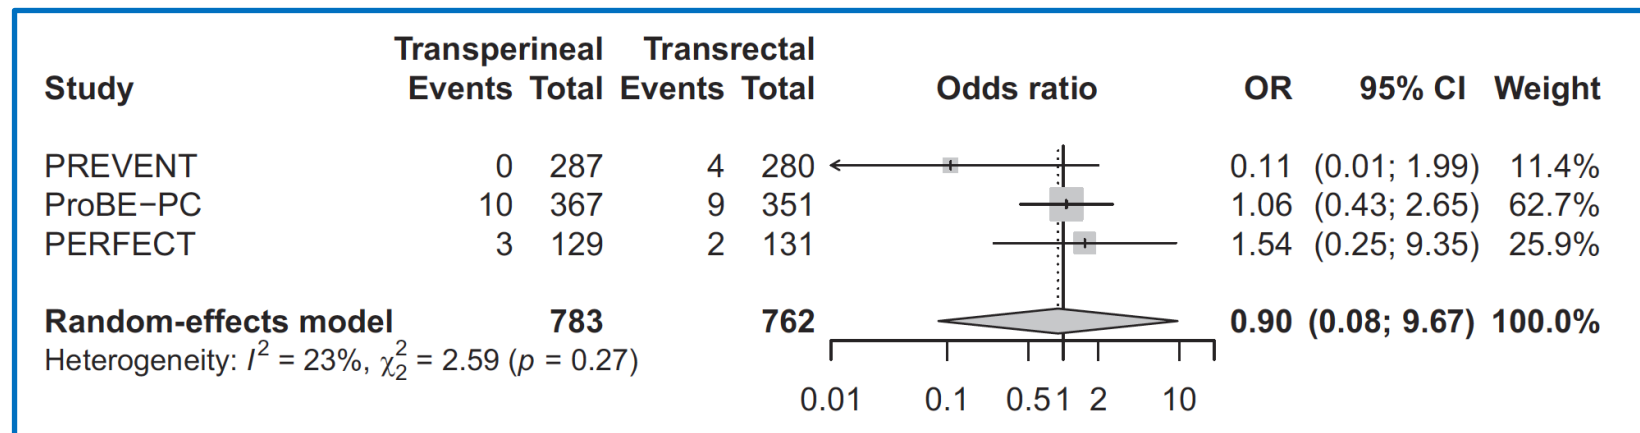 Transperineal Transrectal
Study Events Total Events Total Odds ratio OR 95% CI Weight
PREVENT 0 287 4 280 0.11 (0.01; 1.99) 11.4%
ProBE−PC 10 367 9 351 1.06 (0.43; 2.65) 62.7%
PERFECT 3 129 2 131 1.54 (0.25; 9.35) 25.9%
Random-effects model 783 762 0.90 (0.08; 9.67) 100.0%
Heterogeneity: I² = 23%, χ²₂ = 2.59 (p = 0.27)
0.01 0.1 0.5 1 2 10